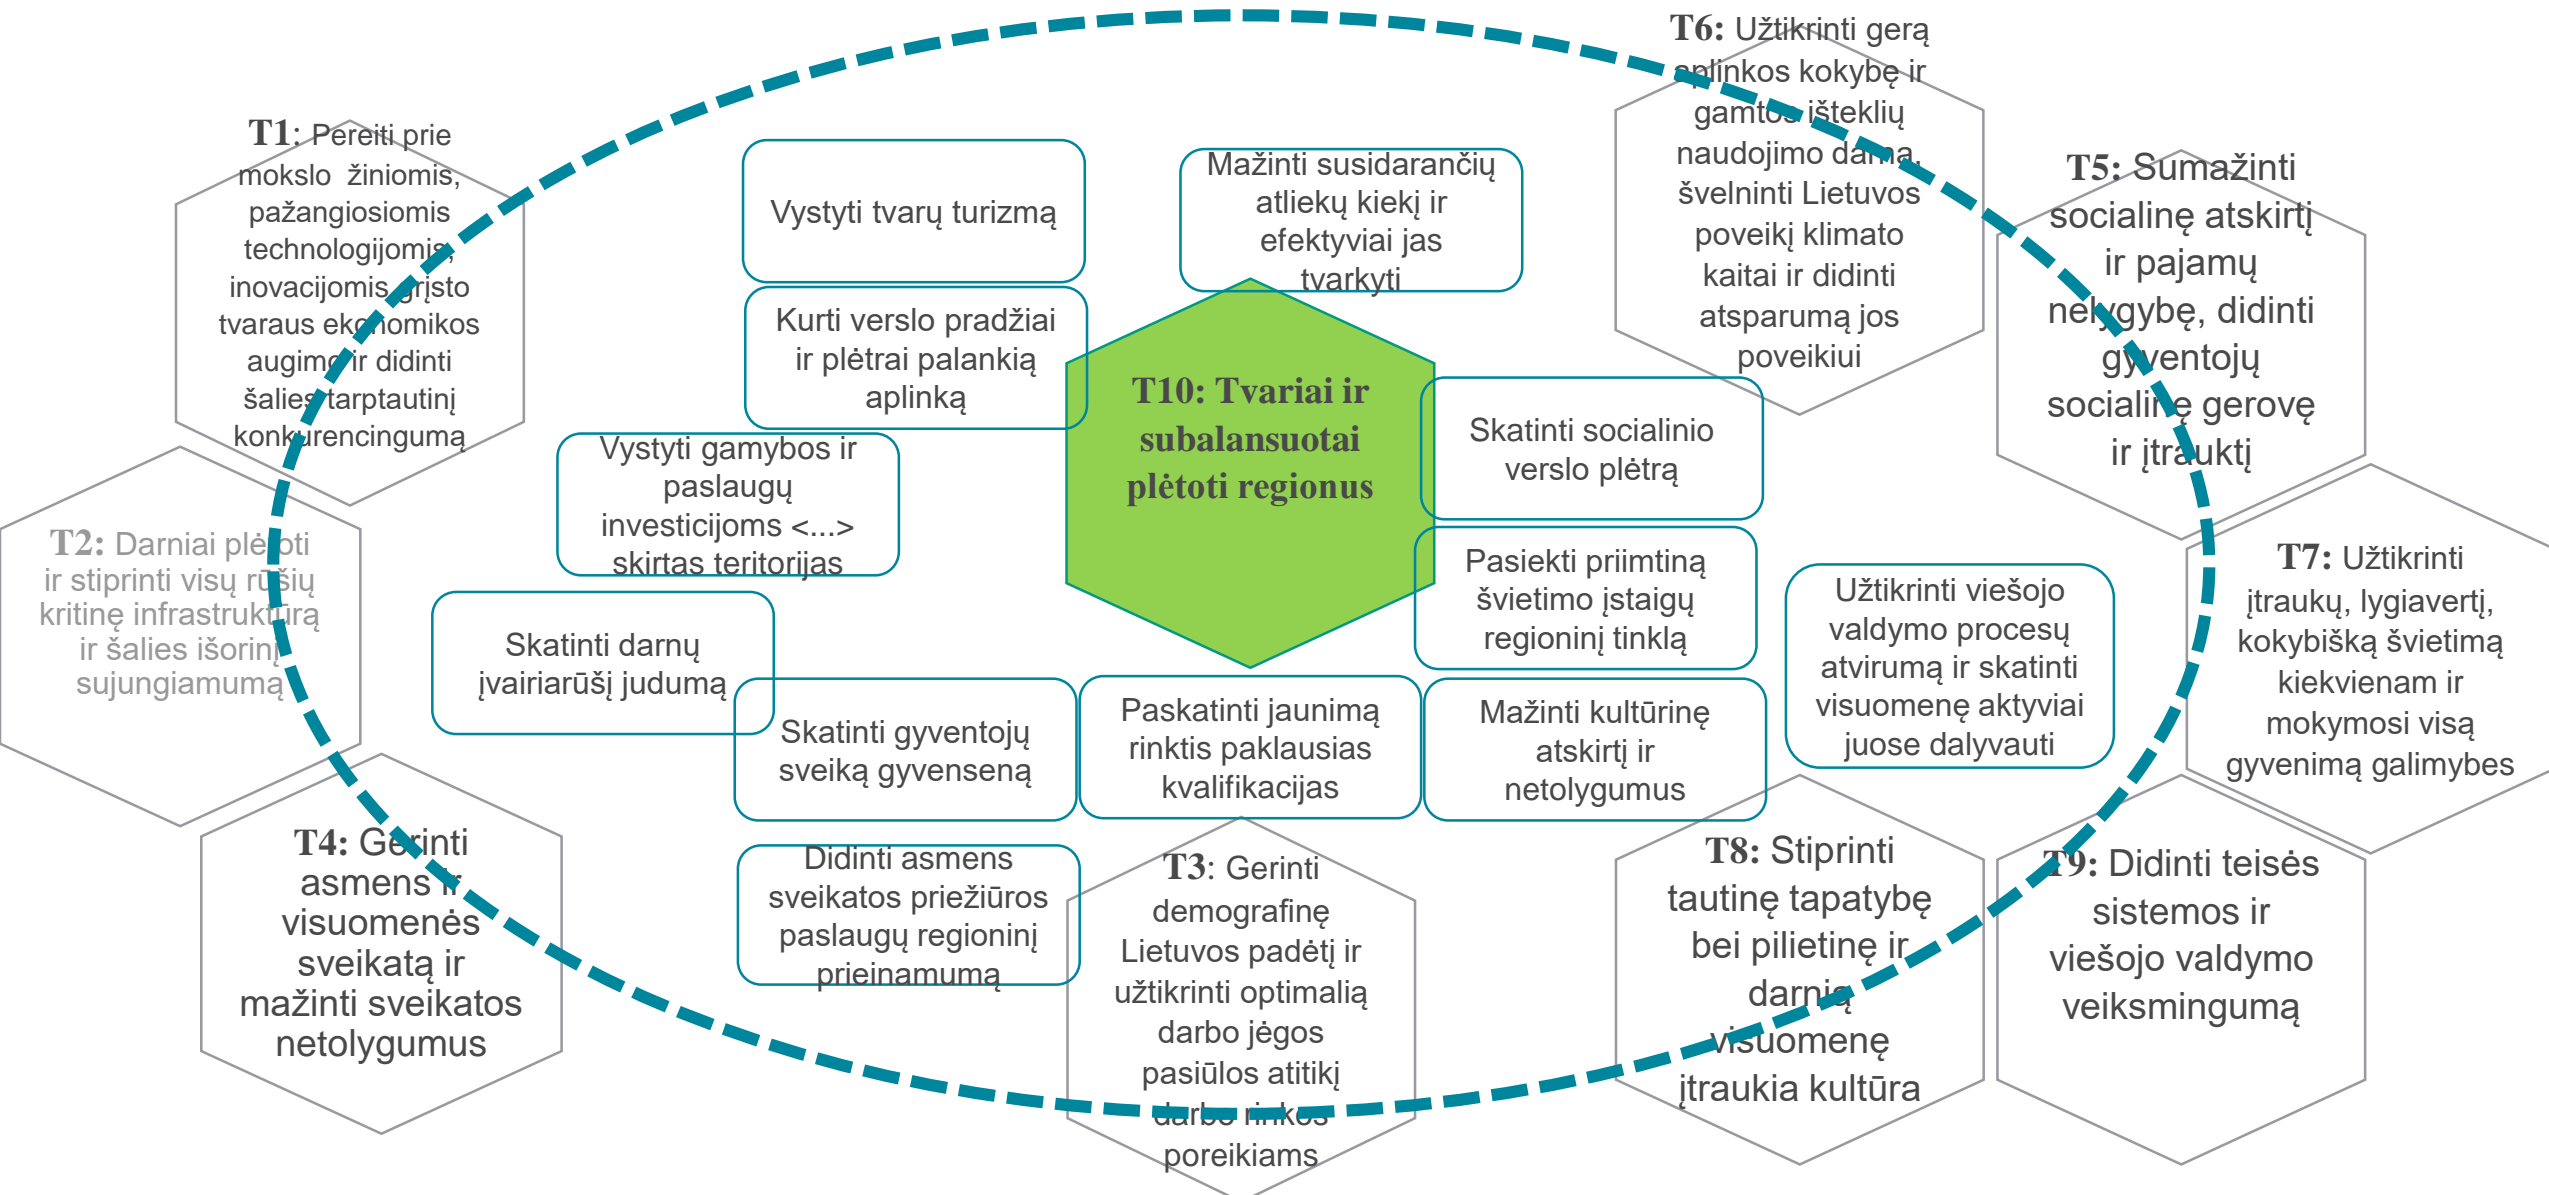 T1: Pereiti prie
mokslo žiniomis,
pažangiosiomis
technologijomis,
inovacijomis grįsto
tvaraus ekonomikos
augimo ir didinti
šalies tarptautinį
konkurencingumą
T2: Darniai plėtoti
ir stiprinti visų rūšių
kritinę infrastruktūrą
ir šalies išorinį
sujungiamumą
T4: Gerinti
asmens ir
visuomenės
sveikatą ir
mažinti sveikatos
netolygumus
Vystyti tvarų turizmą
Kurti verslo pradžiai
ir plėtrai palankią
aplinką
Vystyti gamybos ir
paslaugų
investicijoms <...>
skirtas teritorijas
Skatinti darnų
įvairiarūšį judumą
Skatinti gyventojų
sveiką gyvenseną
Didinti asmens
sveikatos priežiūros
paslaugų regioninį
prieinamumą
Mažinti susidarančių
atliekų kiekį ir
efektyviai jas
tvarkyti
T10: Tvariai ir
subalansuotai
plėtoti regionus
Paskatinti jaunimą
rinktis paklausias
kvalifikacijas
T3: Gerinti
demografinę
Lietuvos padėtį ir
užtikrinti optimalią
darbo jėgos
pasiūlos atitikį
darbo rinkos
poreikiams
Skatinti socialinio
verslo plėtrą
Pasiekti priimtiną
švietimo įstaigų
regioninį tinklą
Mažinti kultūrinę
atskirtį ir
netolygumus
Užtikrinti viešojo
valdymo procesų
atvirumą ir skatinti
visuomenę aktyviai
juose dalyvauti
T6: Užtikrinti gerą
aplinkos kokybę ir
gamtos išteklių
naudojimo darną,
švelninti Lietuvos
poveikį klimato
kaitai ir didinti
atsparumą jos
poveikiui
T5: Sumažinti
socialinę atskirtį
ir pajamų
nelygybę, didinti
gyventojų
socialinę gerovę
ir įtrauktį
T7: Užtikrinti
įtraukų, lygiavertį,
kokybišką švietimą
kiekvienam ir
mokymosi visą
gyvenimą galimybes
T8: Stiprinti
tautinę tapatybę
bei pilietinę ir
darnią
visuomenę
įtraukia kultūra
T9: Didinti teisės
sistemos ir
viešojo valdymo
veiksmingumą